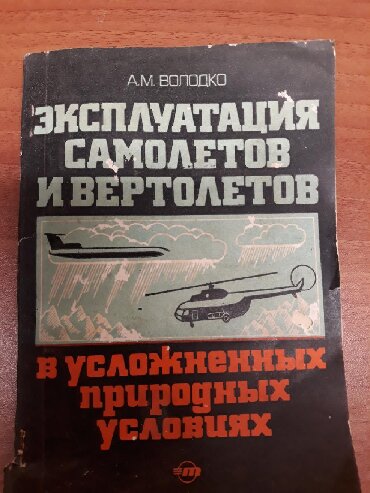 А.М. ВОЛОДКО
ЭКСПЛУАТАЦИЯ
САМОЛЕТОВ
И ВЕРТОЛЕТОВ
в усложненных
природных
условиях